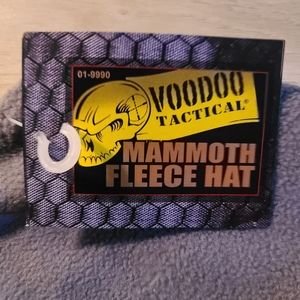 01-9990
VOODOO
TACTICAL®
MAMMOTH
FLEECE HAT